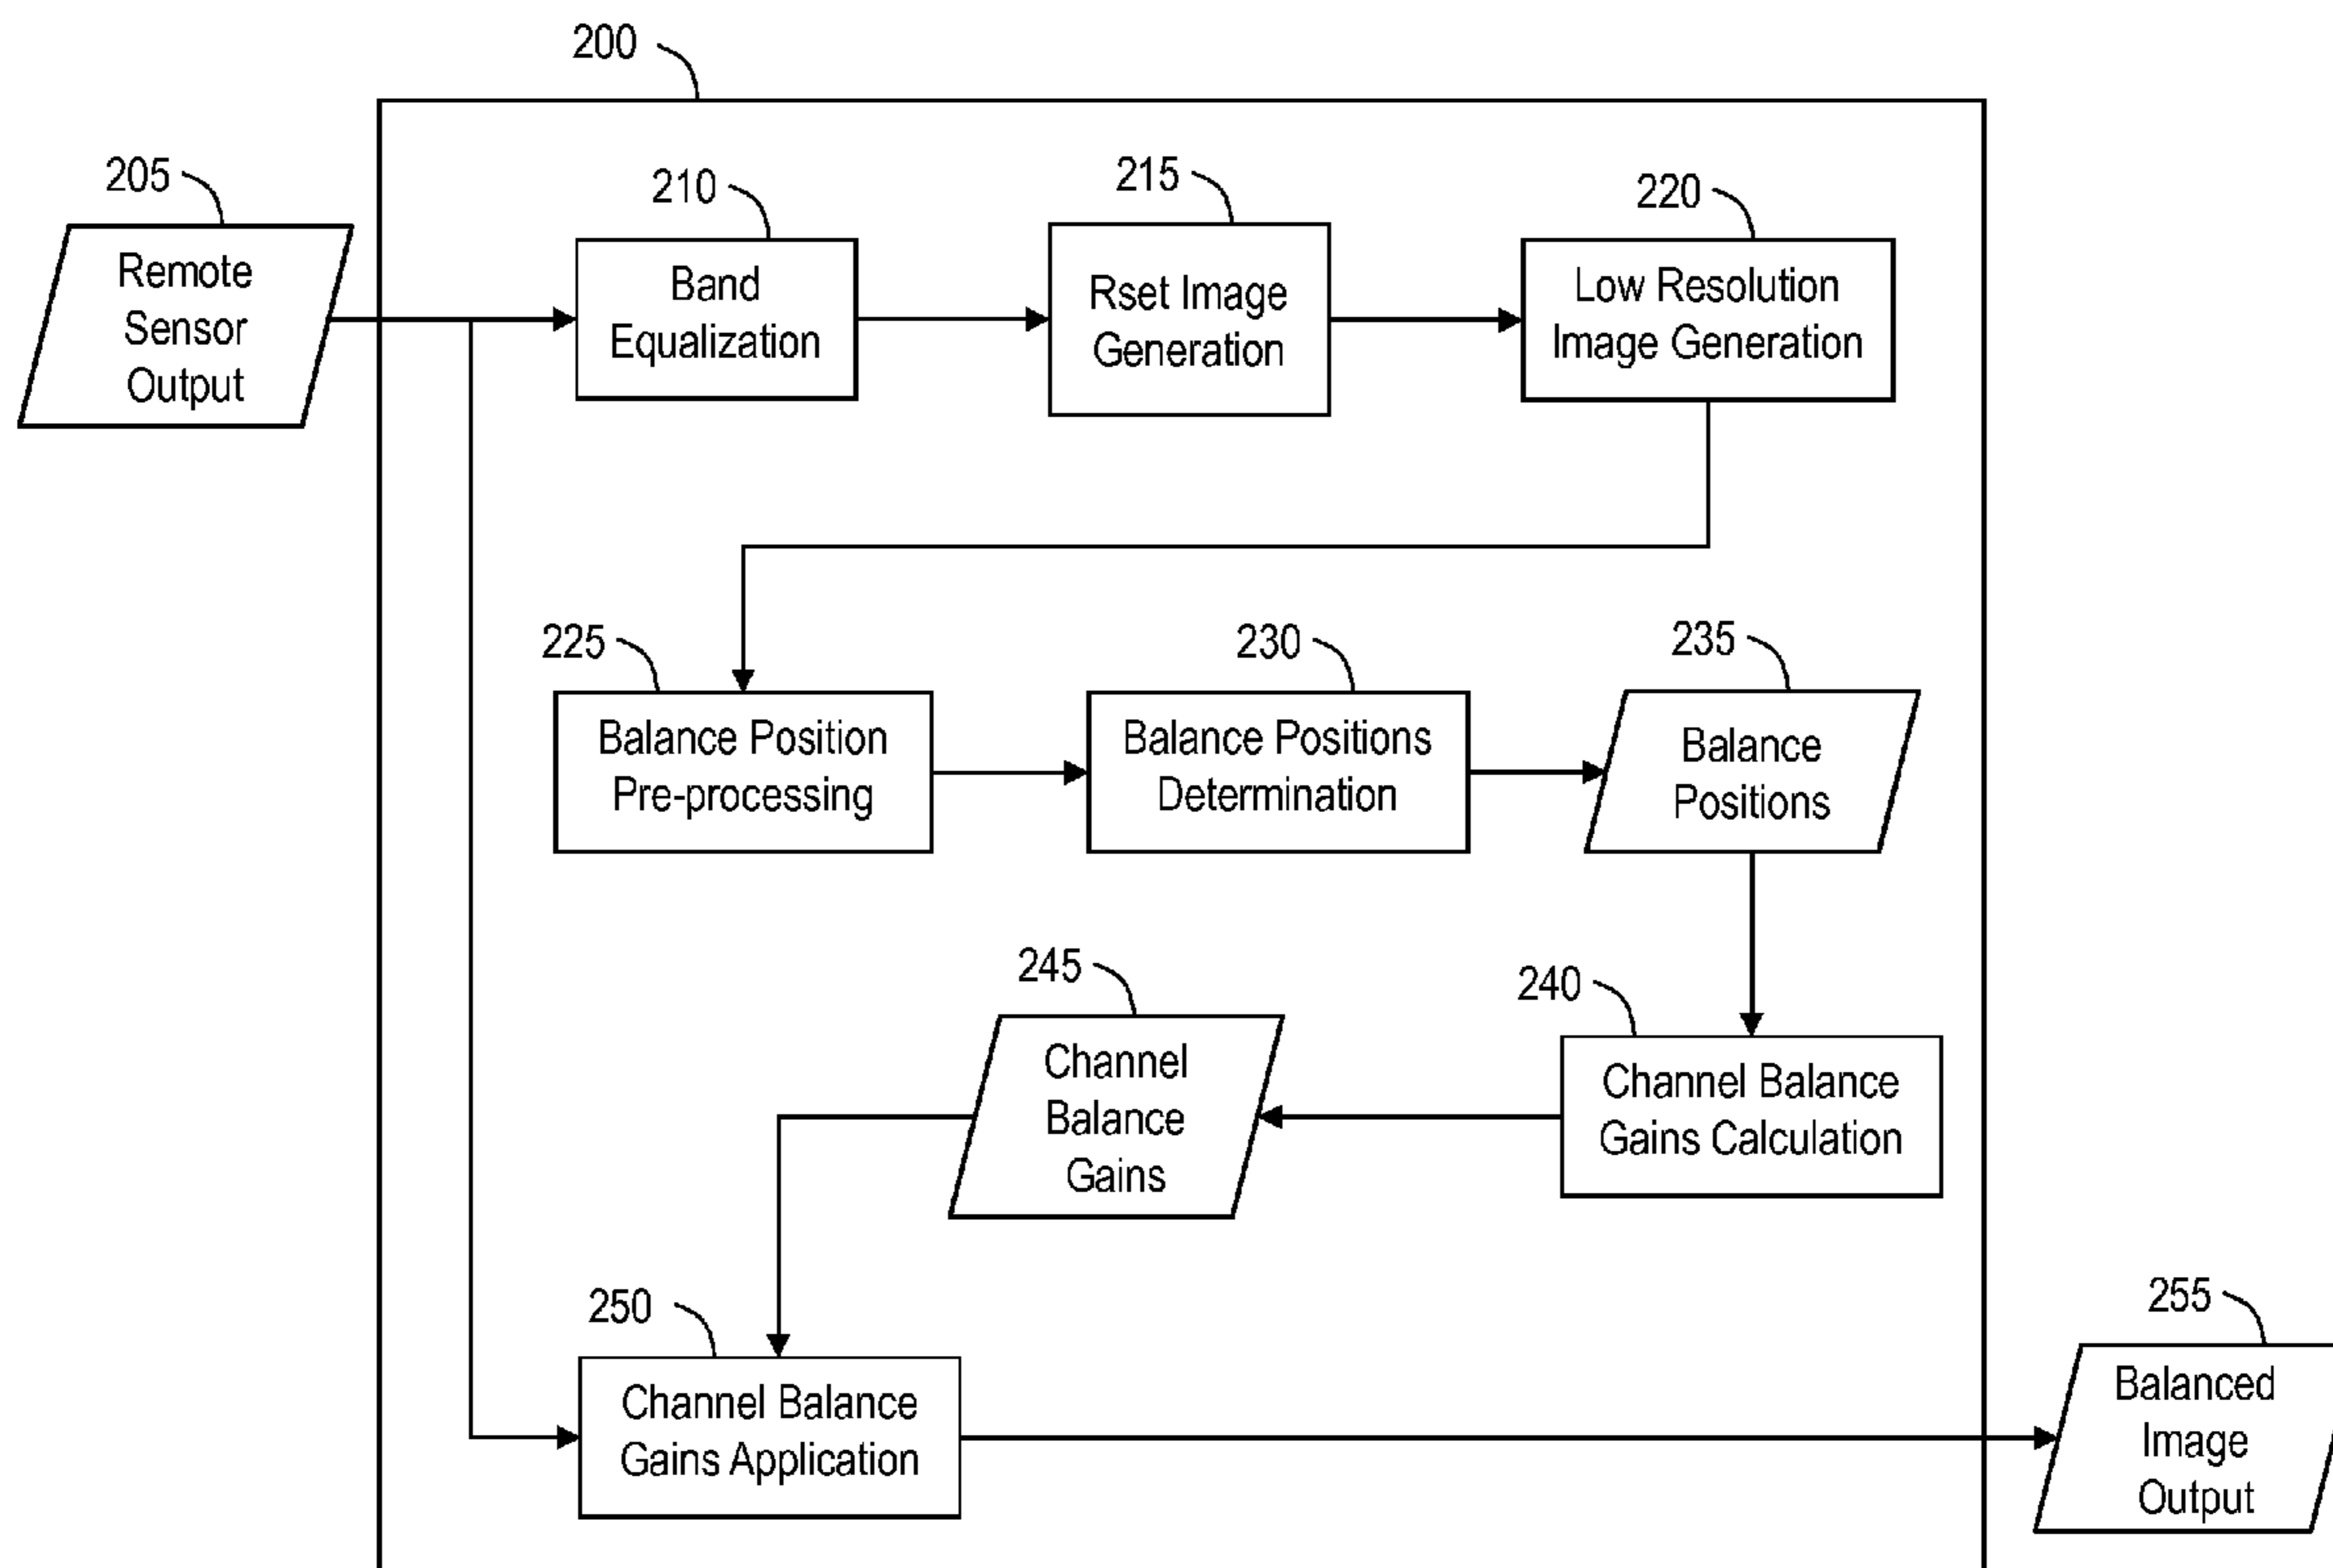 200
205
Remote
Sensor
Output
210
Band
Equalization
215
Rset Image
Generation
220
Low Resolution
Image Generation
225
Balance Position
Pre-processing
230
Balance Positions
Determination
235
Balance
Positions
245
Channel
Balance
Gains
240
Channel Balance
Gains Calculation
250
Channel Balance
Gains Application
255
Balanced
Image
Output